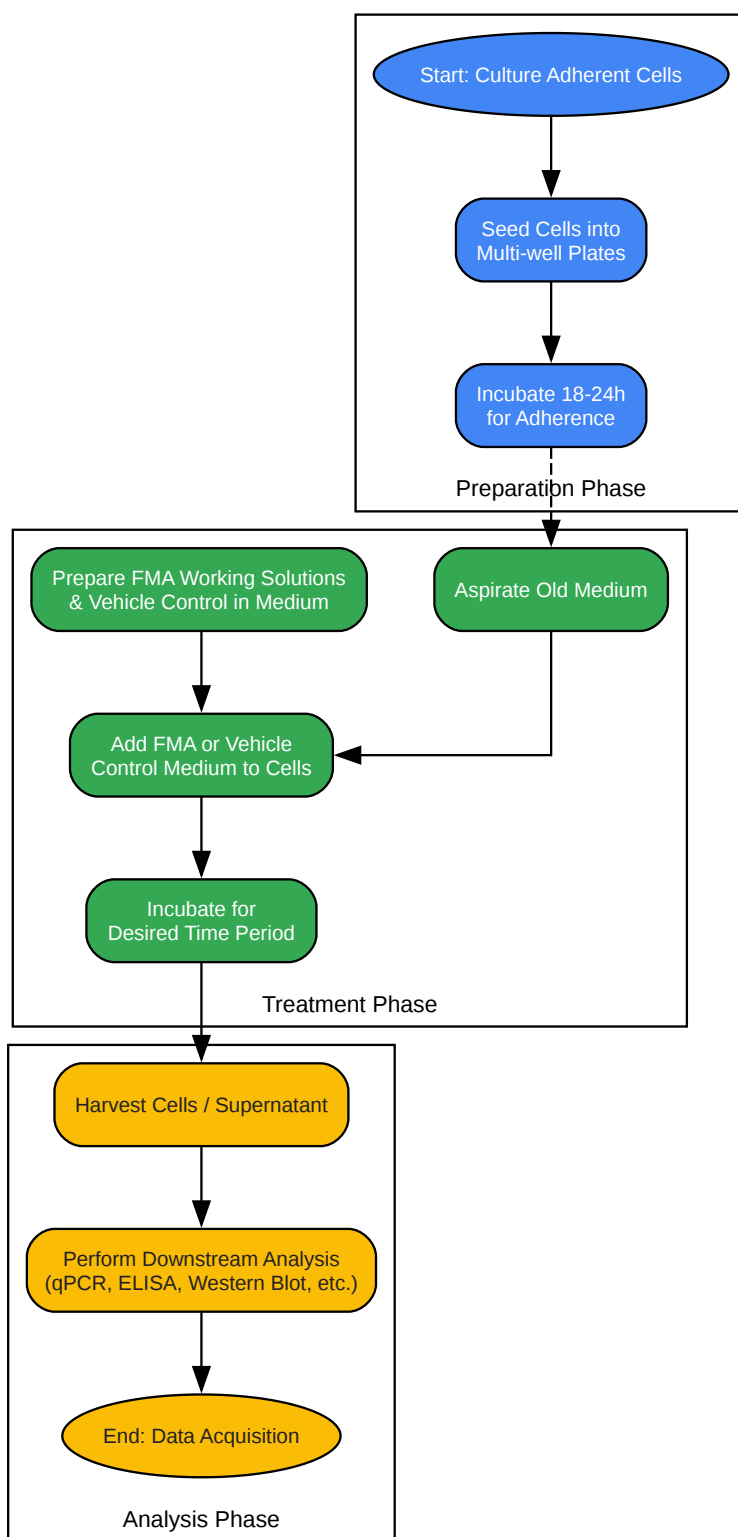 Start: Culture Adherent Cells
Seed Cells into
Multi-well Plates
Incubate 18-24h
for Adherence
Preparation Phase
Prepare FMA Working Solutions
& Vehicle Control in Medium
Aspirate Old Medium
Add FMA or Vehicle
Control Medium to Cells
Incubate for
Desired Time Period
Treatment Phase
Harvest Cells / Supernatant
Perform Downstream Analysis
(qPCR, ELISA, Western Blot, etc.)
End: Data Acquisition
Analysis Phase